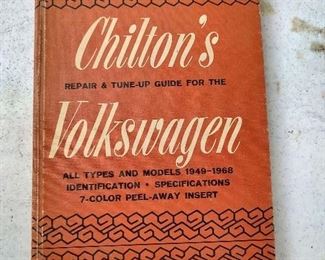 Chilton's
REPAIR & TUNE-UP GUIDE FOR THE
Volkswagen
ALL TYPES AND MODELS 1949-1968
IDENTIFICATION • SPECIFICATIONS
7-COLOR PEEL-AWAY INSERT